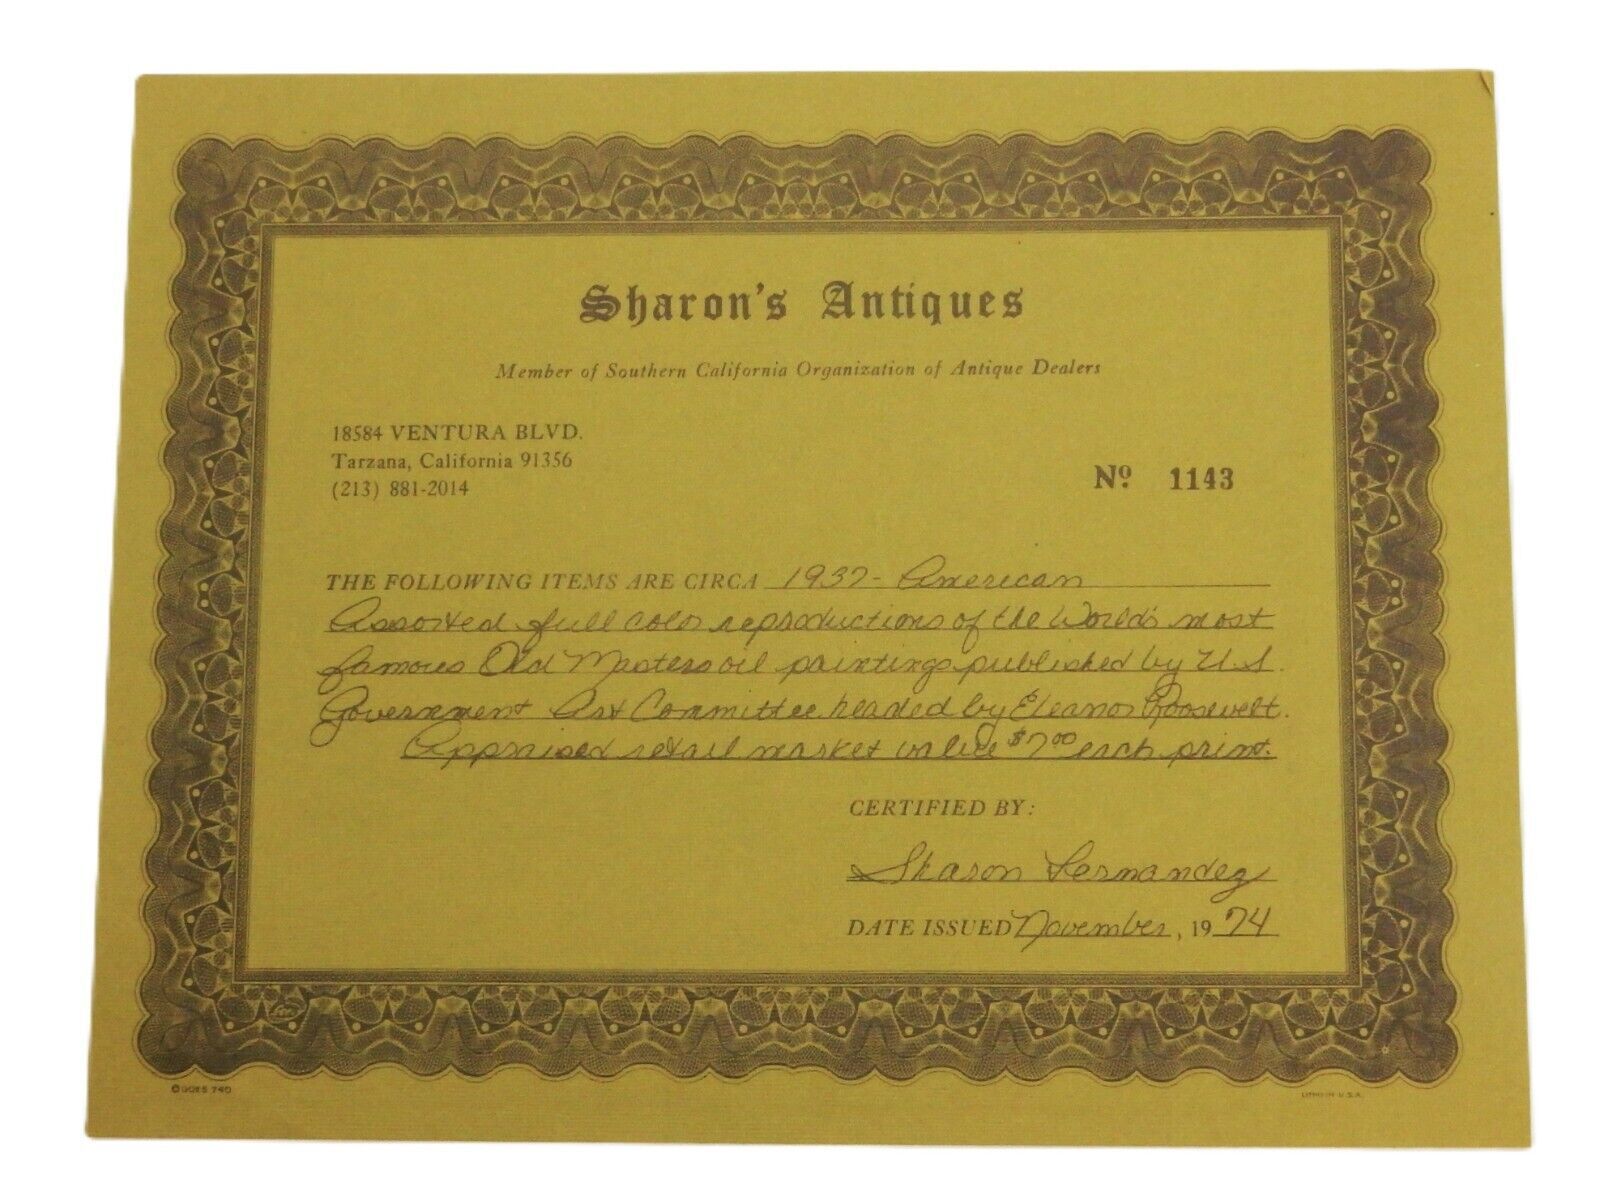 Sharon's Antiques
Member of Southern California Organization of Antique Dealers
18584 VENTURA BLVD.
Tarzana, California 91356
(213) 881-2014
Nº 1143
THE FOLLOWING ITEMS ARE CIRCA 1937- American
Assorted full color reproductions of the World's most
famous Old Masters oil paintings published by U.S.
Government Art Committee headed by Eleanor Roosevelt.
Appraised retail market value $7.00 each print.
CERTIFIED BY:
Sharon Hernandez
DATE ISSUED November, 1974
© GOES 740
LITHO IN U.S.A.